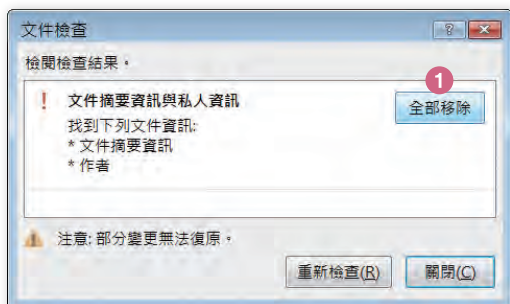 文件檢查
檢閱檢查結果。
1
! 文件摘要資訊與私人資訊
全部移除
找到下列文件資訊:
* 文件摘要資訊
* 作者
注意: 部分變更無法復原。
重新檢查(R)
關閉(C)